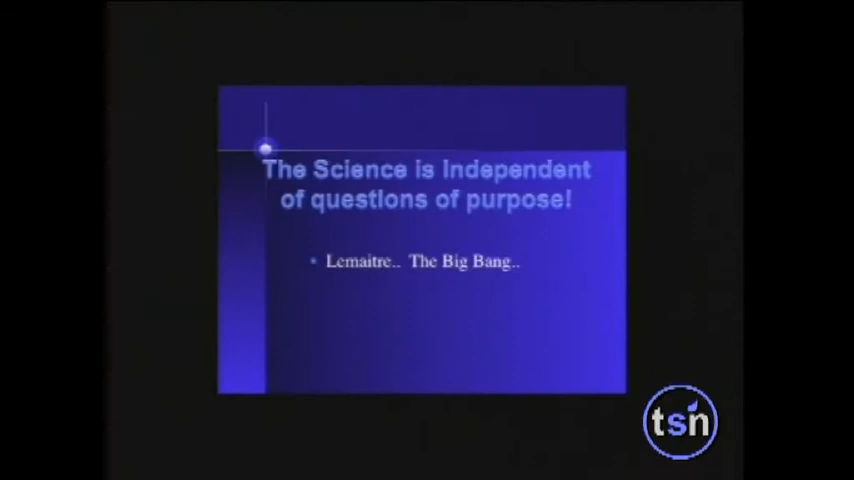 The Science is Independent
of questions of purpose!
• Lemaitre.. The Big Bang..
tsn